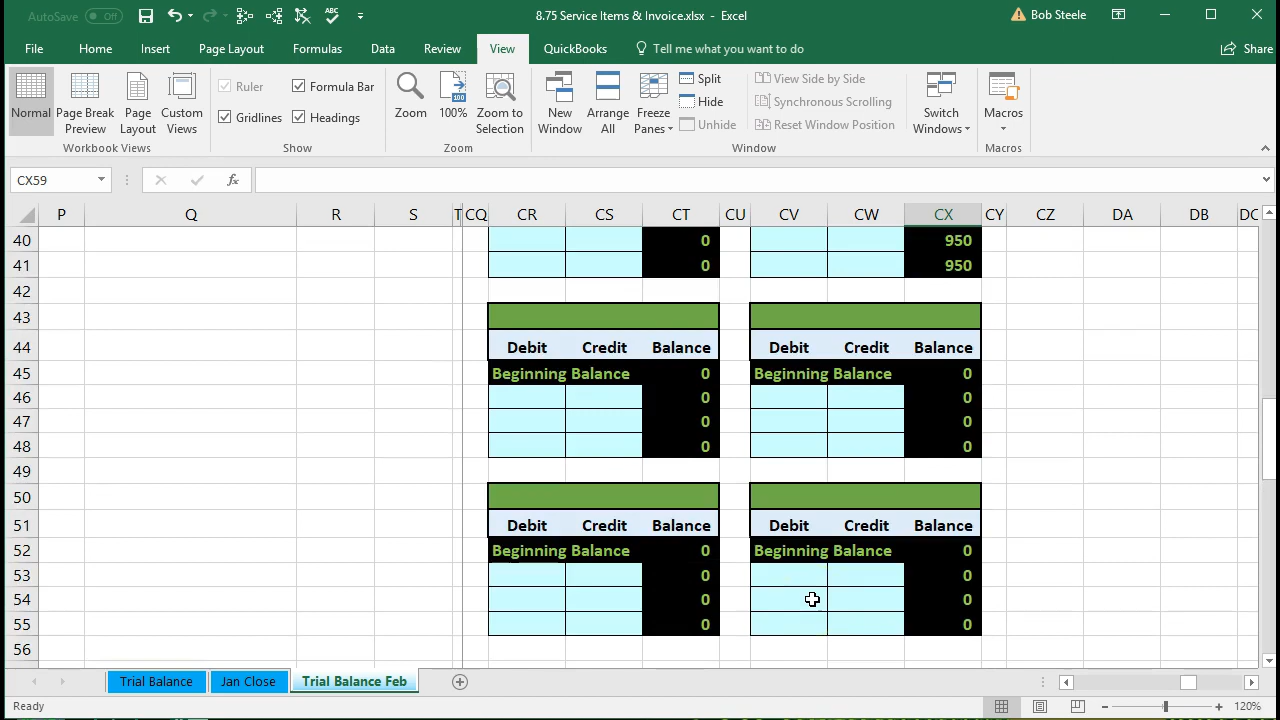 AutoSave Off 8.75 Service Items & Invoice.xlsx - Excel Bob Steele
File Home Insert Page Layout Formulas Data Review View QuickBooks Tell me what you want to do Share
Normal Page Break Preview Page Layout Custom Views
Workbook Views
Ruler Formula Bar
Gridlines Headings
Show
Zoom 100% Zoom to Selection
Zoom
New Window Arrange All Freeze Panes
Split
Hide
Unhide
View Side by Side
Synchronous Scrolling
Reset Window Position
Switch Windows
Window
Macros
Macros
CX59 fx
P Q R S T CQ CR CS CT CU CV CW CX CY CZ DA DB DC
40 0 950
41 0 950
42
43
44 Debit Credit Balance Debit Credit Balance
45 Beginning Balance 0 Beginning Balance 0
46 0 0
47 0 0
48 0 0
49
50
51 Debit Credit Balance Debit Credit Balance
52 Beginning Balance 0 Beginning Balance 0
53 0 0
54 0 0
55 0 0
56
Trial Balance Jan Close Trial Balance Feb
Ready 120%